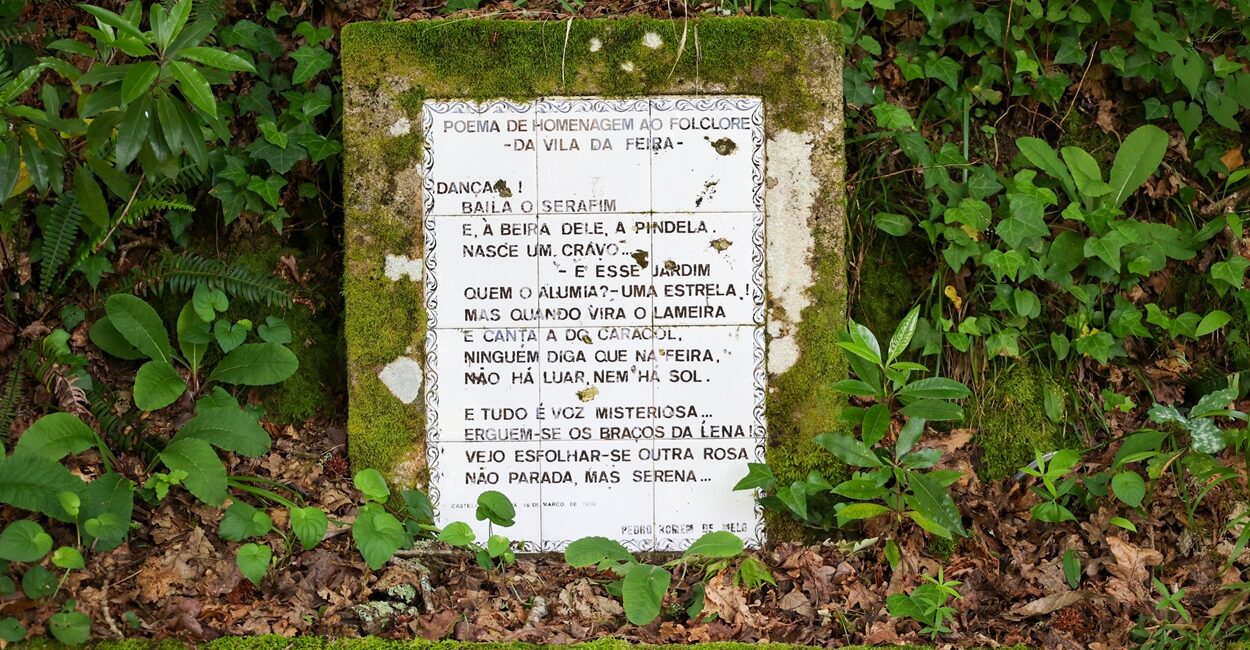 POEMA DE HOMENAGEM AO FOLCLORE
-DA VILA DA FEIRA-
!
BAILA O SERAFIM
E, À BEIRA DELE, A PINDELA.
NASCE UM CRAVO...
- E ESSE JARDIM
QUEM O ALUMIA?-UMA ESTRELA!
MAS QUANDO VIRA O LAMEIRA
E CANTA A DO CARACOL,
NINGUÉM DIGA QUE NA FEIRA,
NÃO HÁ LUAR, NEM HÁ SOL.
E TUDO É VOZ MISTERIOSA...
ERGUEM-SE OS BRAÇOS DA LENA!
VEJO ESFOLHAR-SE OUTRA ROSA
NÃO PARADA, MAS SERENA...
MARÇO DE
PEDRO HOMEM DE MELO